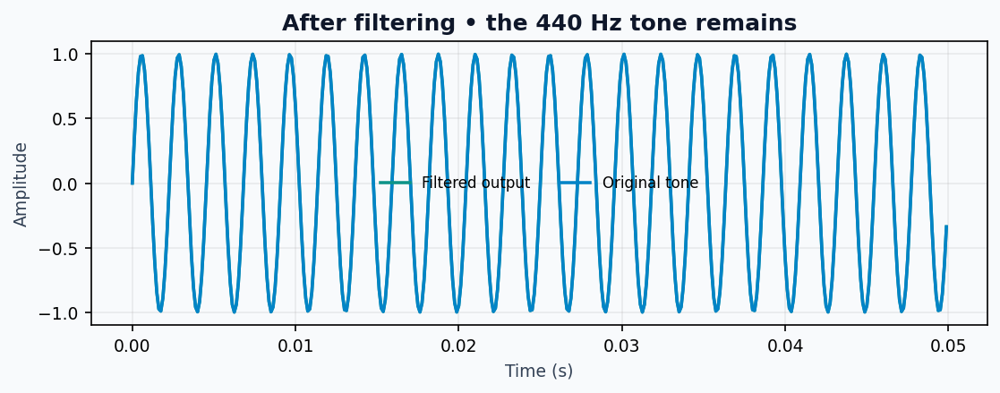 After filtering • the 440 Hz tone remains
1.0
0.5
0.0
−0.5
−1.0
Amplitude
Filtered output
Original tone
0.00 0.01 0.02 0.03 0.04 0.05
Time (s)